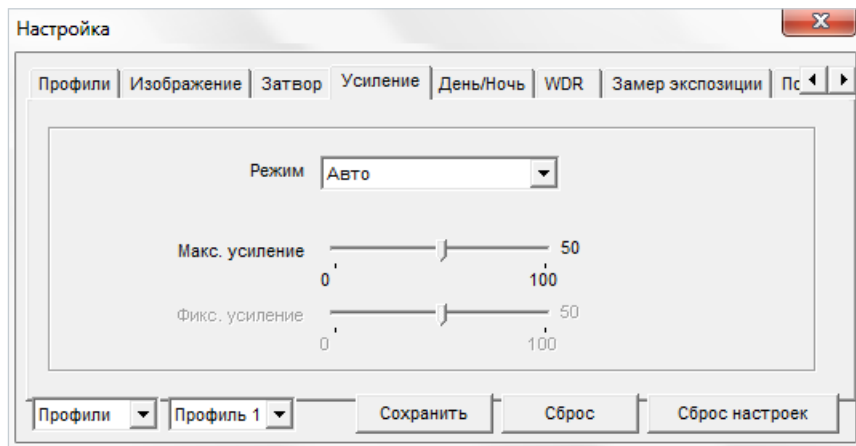 Настройка
Профили Изображение Затвор Усиление День/Ночь WDR Замер экспозиции
Режим Авто
Макс. усиление 50
0 100
Фикс. усиление 50
0 100
Профили Профиль 1 Сохранить Сброс Сброс настроек